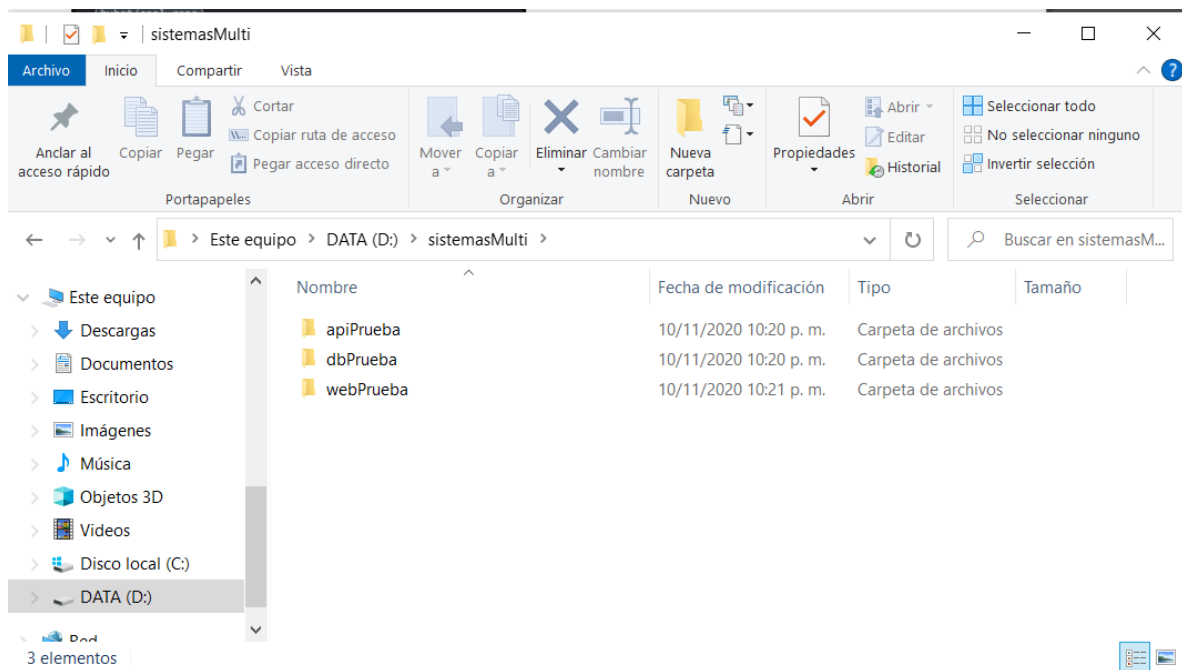 sistemasMulti
Archivo Inicio Compartir Vista
Anclar al acceso rápido
Copiar
Pegar
Cortar
Copiar ruta de acceso
Pegar acceso directo
Portapapeles
Mover a
Copiar a
Eliminar
Cambiar nombre
Organizar
Nueva carpeta
Nuevo
Propiedades
Abrir
Editar
Historial
Abrir
Seleccionar todo
No seleccionar ninguno
Invertir selección
Seleccionar
Este equipo > DATA (D:) > sistemasMulti >
Buscar en sistemasM...
Este equipo
Descargas
Documentos
Escritorio
Imágenes
Música
Objetos 3D
Videos
Disco local (C:)
DATA (D:)
Red
Nombre Fecha de modificación Tipo Tamaño
apiPrueba 10/11/2020 10:20 p. m. Carpeta de archivos
dbPrueba 10/11/2020 10:20 p. m. Carpeta de archivos
webPrueba 10/11/2020 10:21 p. m. Carpeta de archivos
3 elementos